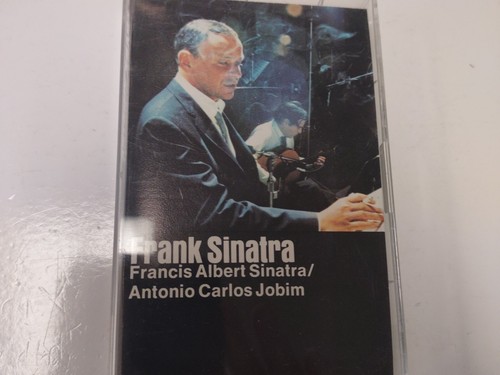 Frank Sinatra
Francis Albert Sinatra/
Antonio Carlos Jobim